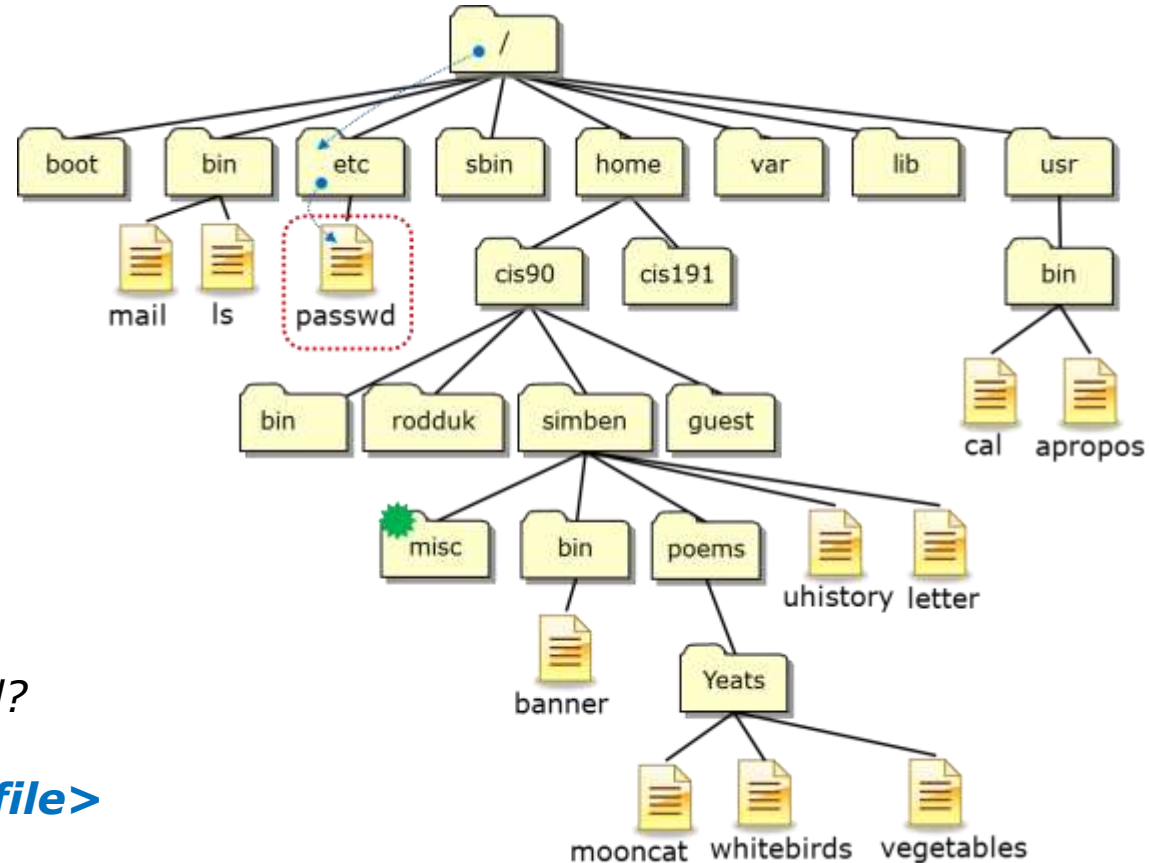 /
boot bin etc sbin home var lib usr
mail ls passwd cis90 cis191 bin
cal apropos
bin rodduk simben guest
misc bin poems uhistory letter
banner Yeats
mooncat whitebirds vegetables
l?
file>